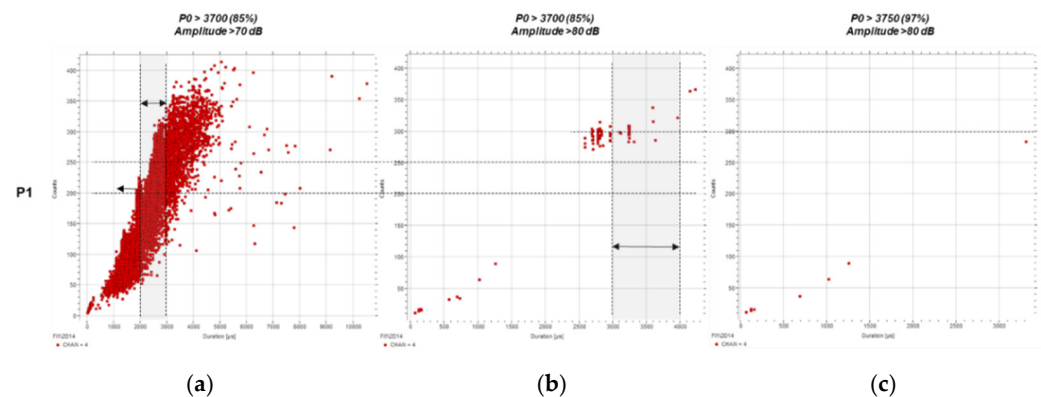 P0 > 3700 (85%)
Amplitude >70 dB
P0 > 3700 (85%)
Amplitude >80 dB
P0 > 3750 (97%)
Amplitude >80 dB
P1
Counts
400
350
300
250
200
150
100
50
0 1000 2000 3000 4000 5000 6000 7000 8000 9000 10000
Duration [µs]
CHAN = 4
Counts
400
350
300
250
200
150
100
50
0 500 1000 1500 2000 2500 3000 3500 4000
Duration [µs]
CHAN = 4
Counts
400
350
300
250
200
150
100
50
0 500 1000 1500 2000 2500 3000
Duration [µs]
CHAN = 4
(a)
(b)
(c)